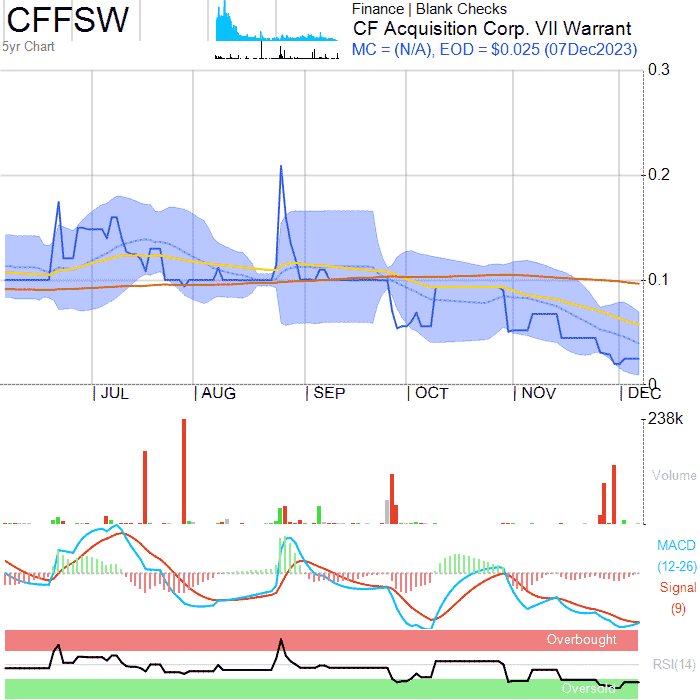 CFFSW
5yr Chart
Finance | Blank Checks
CF Acquisition Corp. VII Warrant
MC = (N/A), EOD = $0.025 (07Dec2023)
0.3
0.2
0.1
0
JUL AUG SEP OCT NOV DEC
238k
Volume
MACD
(12-26)
Signal
(9)
Overbought
RSI(14)
Oversold